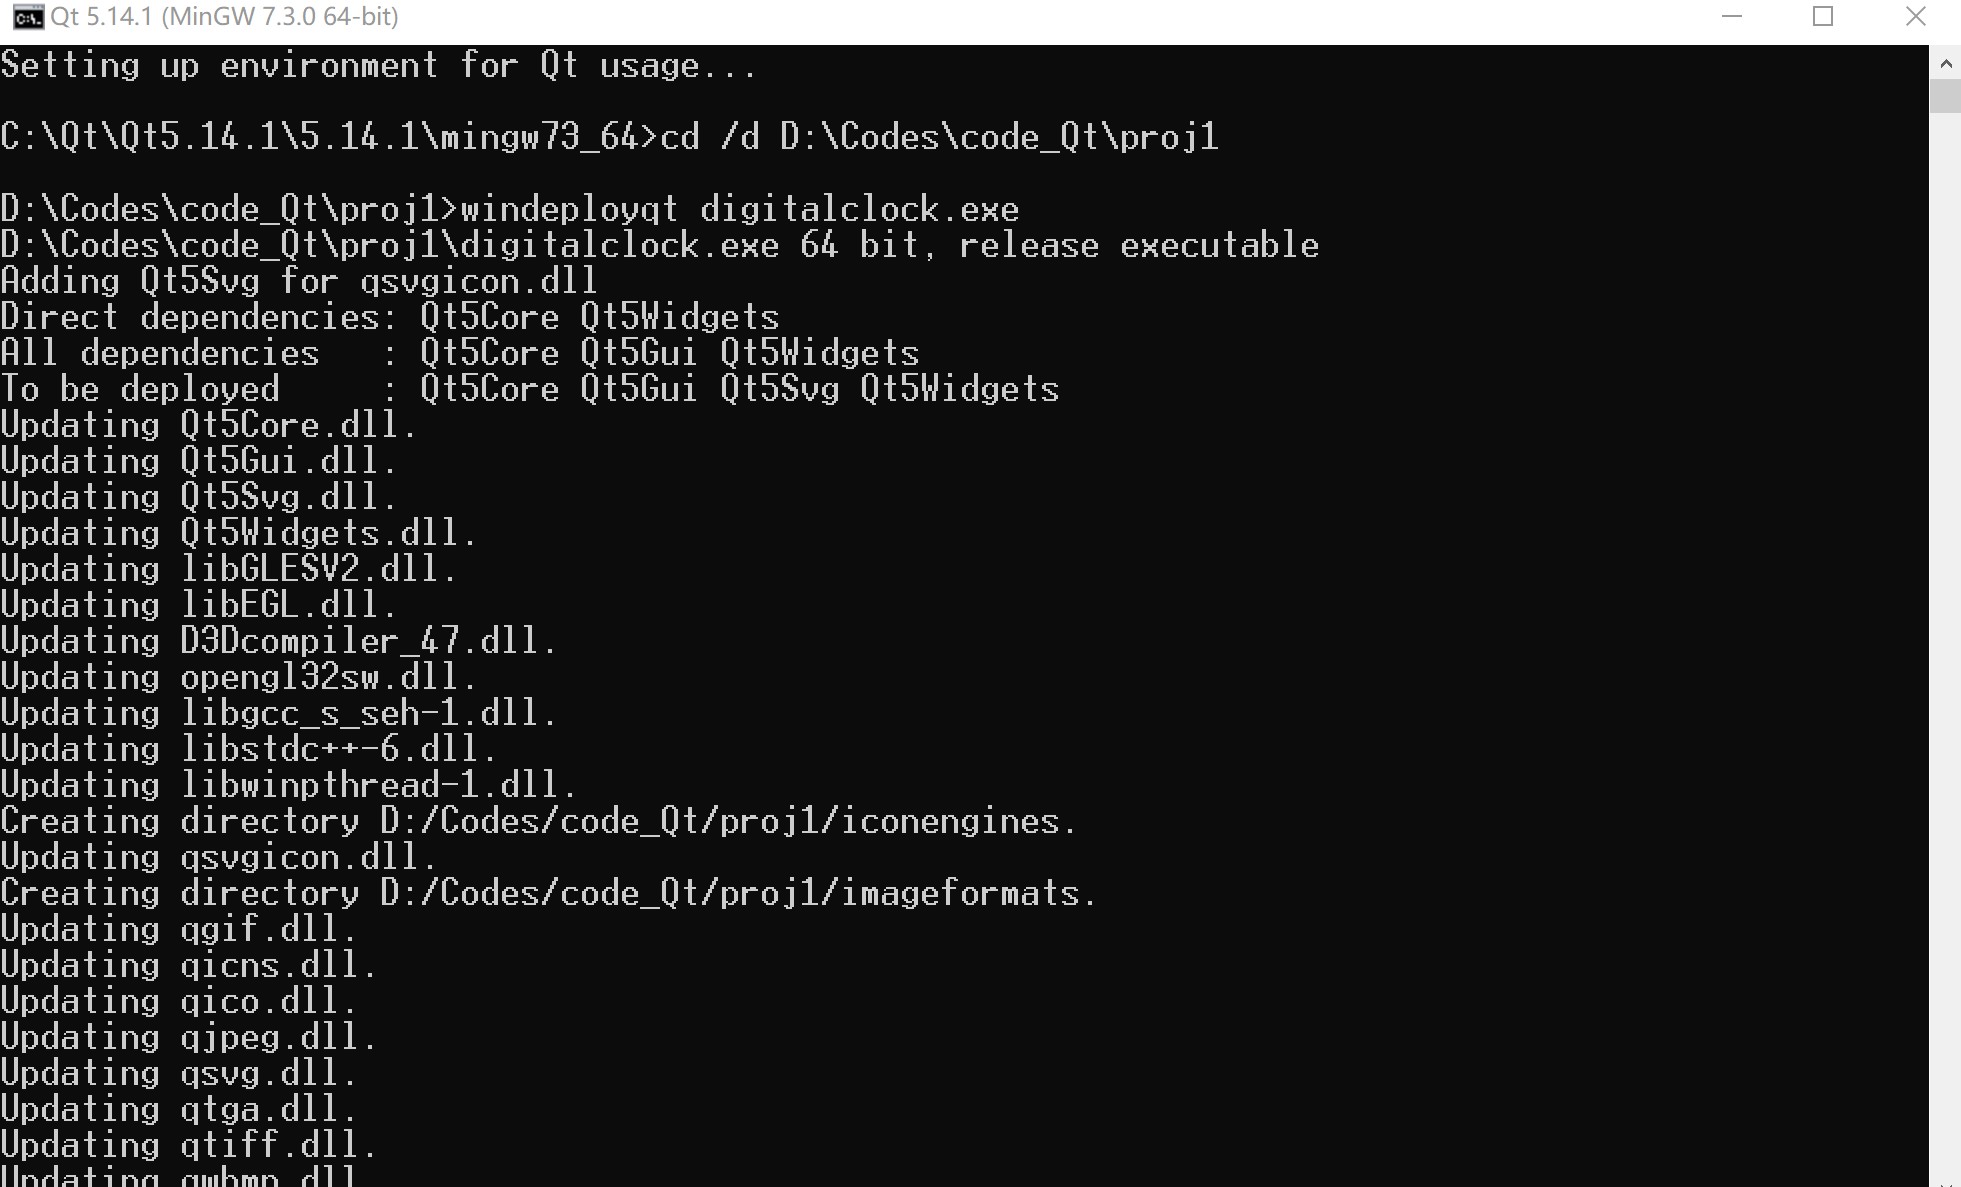 Qt 5.14.1 (MinGW 7.3.0 64-bit)
Setting up environment for Qt usage...
C:\Qt\Qt5.14.1\5.14.1\mingw73_64>cd /d D:\Codes\code_Qt\proj1
D:\Codes\code_Qt\proj1>windeployqt digitalclock.exe
D:\Codes\code_Qt\proj1\digitalclock.exe 64 bit, release executable
Adding Qt5Svg for qsvgicon.dll
Direct dependencies: Qt5Core Qt5Widgets
All dependencies   : Qt5Core Qt5Gui Qt5Widgets
To be deployed     : Qt5Core Qt5Gui Qt5Svg Qt5Widgets
Updating Qt5Core.dll.
Updating Qt5Gui.dll.
Updating Qt5Svg.dll.
Updating Qt5Widgets.dll.
Updating libGLESV2.dll.
Updating libEGL.dll.
Updating D3Dcompiler_47.dll.
Updating opengl32sw.dll.
Updating libgcc_s_seh-1.dll.
Updating libstdc++-6.dll.
Updating libwinpthread-1.dll.
Creating directory D:/Codes/code_Qt/proj1/iconengines.
Updating qsvgicon.dll.
Creating directory D:/Codes/code_Qt/proj1/imageformats.
Updating qgif.dll.
Updating qicns.dll.
Updating qico.dll.
Updating qjpeg.dll.
Updating qsvg.dll.
Updating qtga.dll.
Updating qtiff.dll.
Updating qwbmp.dll